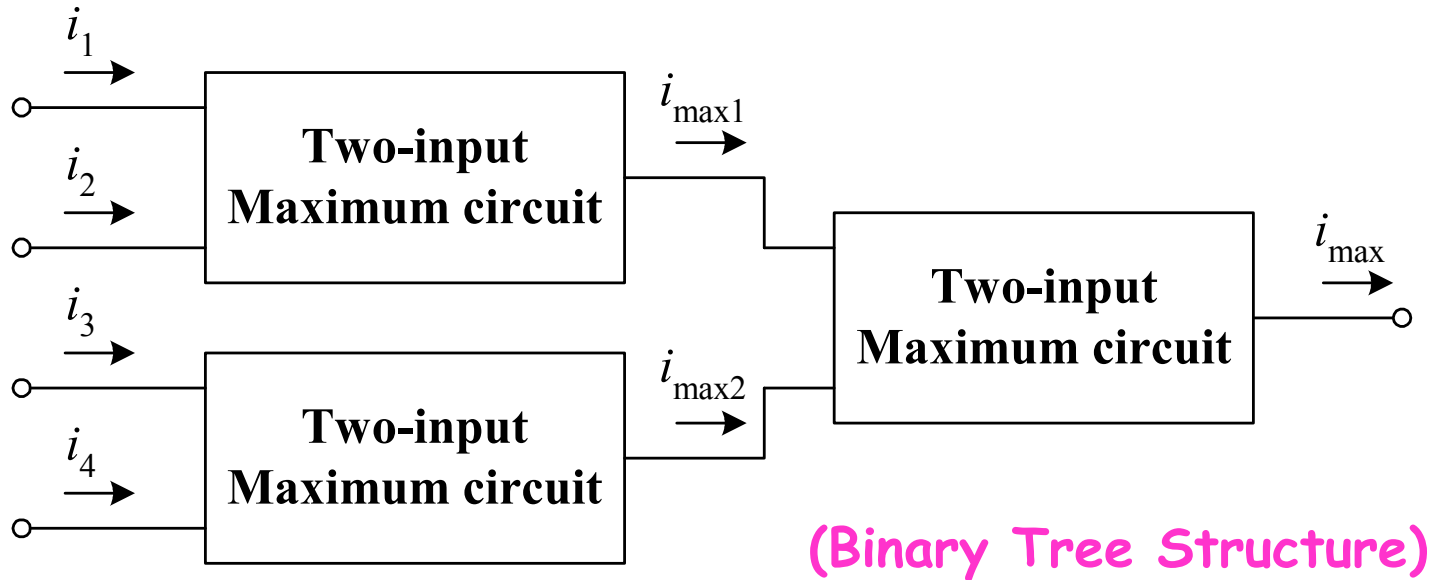 i1
i2
Two-input
Maximum circuit
imax1
i3
i4
Two-input
Maximum circuit
imax2
Two-input
Maximum circuit
imax
(Binary Tree Structure)